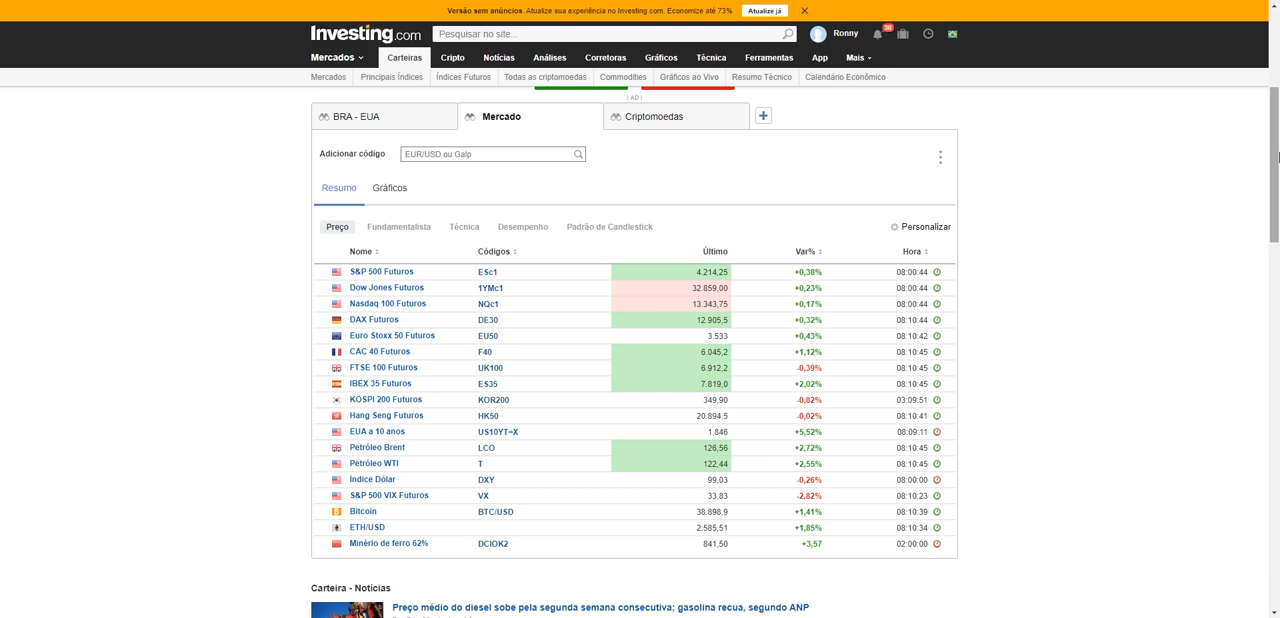 Versão sem anúncios. Atualize sua experiência no Investing.com. Economize até 73% Atualize já
Investing.com Pesquisar no site... Ronny 30
Mercados Carteiras Cripto Notícias Análises Corretoras Gráficos Técnica Ferramentas App Mais
Mercados Principais Índices Índices Futuros Todas as criptomoedas Commodities Gráficos ao Vivo Resumo Técnico Calendário Econômico
| AD |
BRA - EUA Mercado Criptomoedas +
Adicionar código EUR/USD ou Galp
Resumo Gráficos
Preço Fundamentalista Técnica Desempenho Padrão de Candlestick Personalizar
Nome Códigos Último Var% Hora
S&P 500 Futuros ESc1 4.214,25 +0,38% 08:00:44
Dow Jones Futuros 1YMc1 32.859,00 +0,23% 08:00:44
Nasdaq 100 Futuros NQc1 13.343,75 +0,17% 08:00:44
DAX Futuros DE30 12.905,5 +0,32% 08:10:44
Euro Stoxx 50 Futuros EU50 3.533 +0,43% 08:10:42
CAC 40 Futuros F40 6.045,2 +1,12% 08:10:45
FTSE 100 Futuros UK100 6.912,2 -0,39% 08:10:45
IBEX 35 Futuros ES35 7.819,0 +2,02% 08:10:45
KOSPI 200 Futuros KOR200 349,90 -0,82% 03:09:51
Hang Seng Futuros HK50 20.894,5 -0,02% 08:10:41
EUA a 10 anos US10YT=X 1,846 +5,52% 08:09:11
Petróleo Brent LCO 126,56 +2,72% 08:10:45
Petróleo WTI T 122,44 +2,55% 08:10:45
Índice Dólar DXY 99,03 -0,26% 08:00:00
S&P 500 VIX Futuros VX 33,83 -2,82% 08:10:23
Bitcoin BTC/USD 38.898,9 +1,41% 08:10:39
ETH/USD 2.585,51 +1,85% 08:10:34
Minério de ferro 62% DCIOK2 841,50 +3,57 02:00:00
Carteira - Notícias
Preço médio do diesel sobe pela segunda semana consecutiva; gasolina recua, segundo ANP